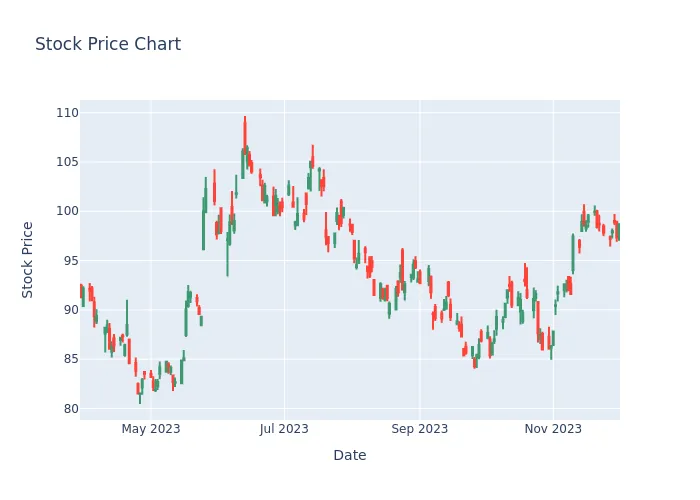 Stock Price Chart
110
105
100
95
90
85
80
Stock Price
May 2023
Jul 2023
Sep 2023
Nov 2023
Date